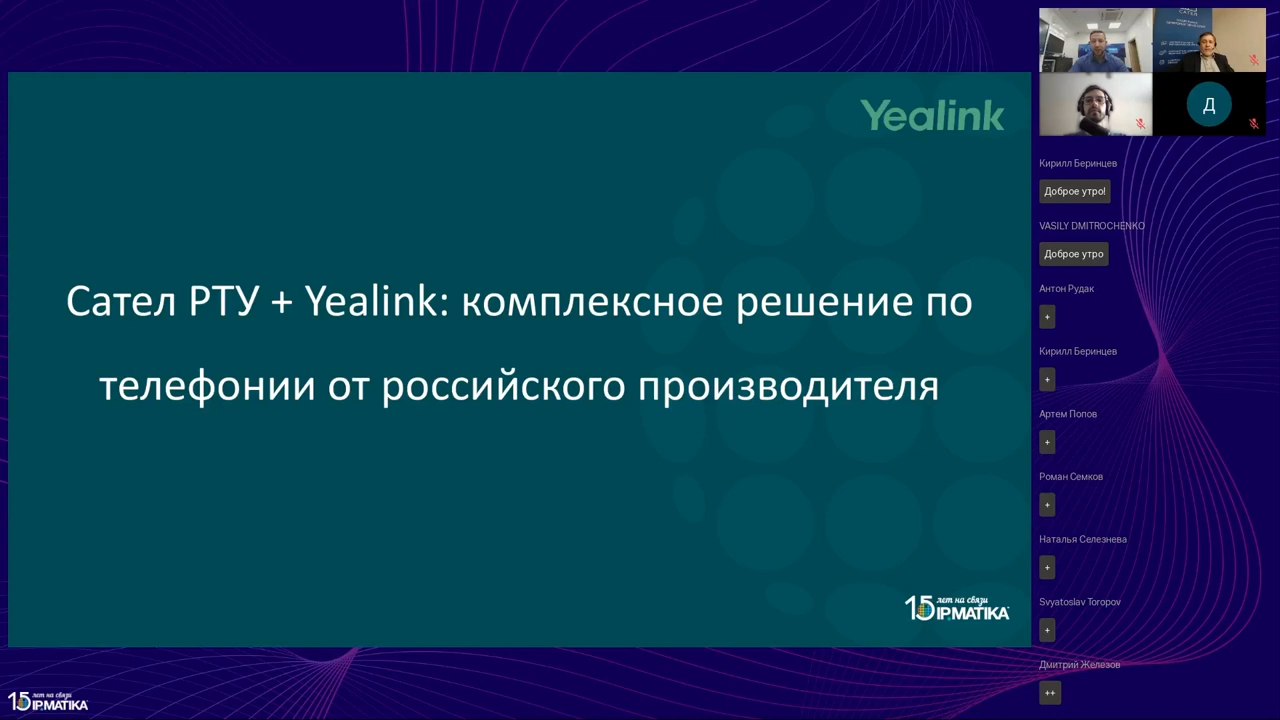 Yealink
Сател РТУ + Yealink: комплексное решение по
телефонии от российского производителя
15 лет на связи
IPMATIKA
15 лет на связи
IPMATIKA
САТЕЛ
Д
Кирилл Беринцев
Доброе утро!
VASILY DMITROCHENKO
Доброе утро
Антон Рудак
+
Кирилл Беринцев
+
Артем Попов
+
Роман Семков
+
Наталья Селезнева
+
Svyatoslav Toropov
+
Дмитрий Железов
++